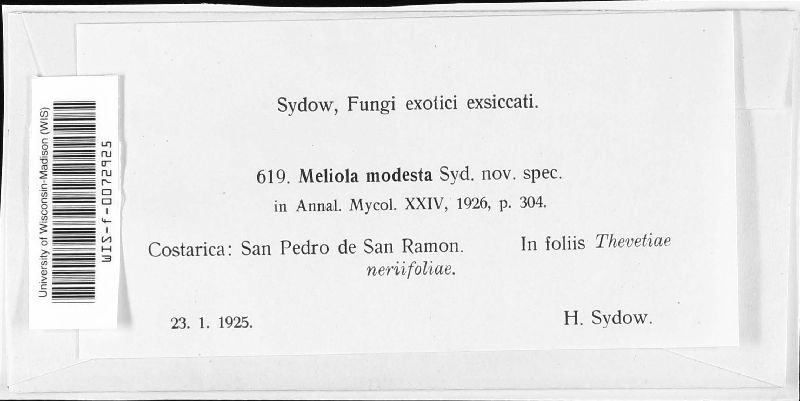 Sydow, Fungi exotici exsiccati.
619. Meliola modesta Syd. nov. spec.
in Annal. Mycol. XXIV, 1926, p. 304.
Costarica: San Pedro de San Ramon. In foliis Thevetiae
neriifoliae.
23. 1. 1925. H. Sydow.
University of Wisconsin-Madison (WIS)
WIS-f-0072925